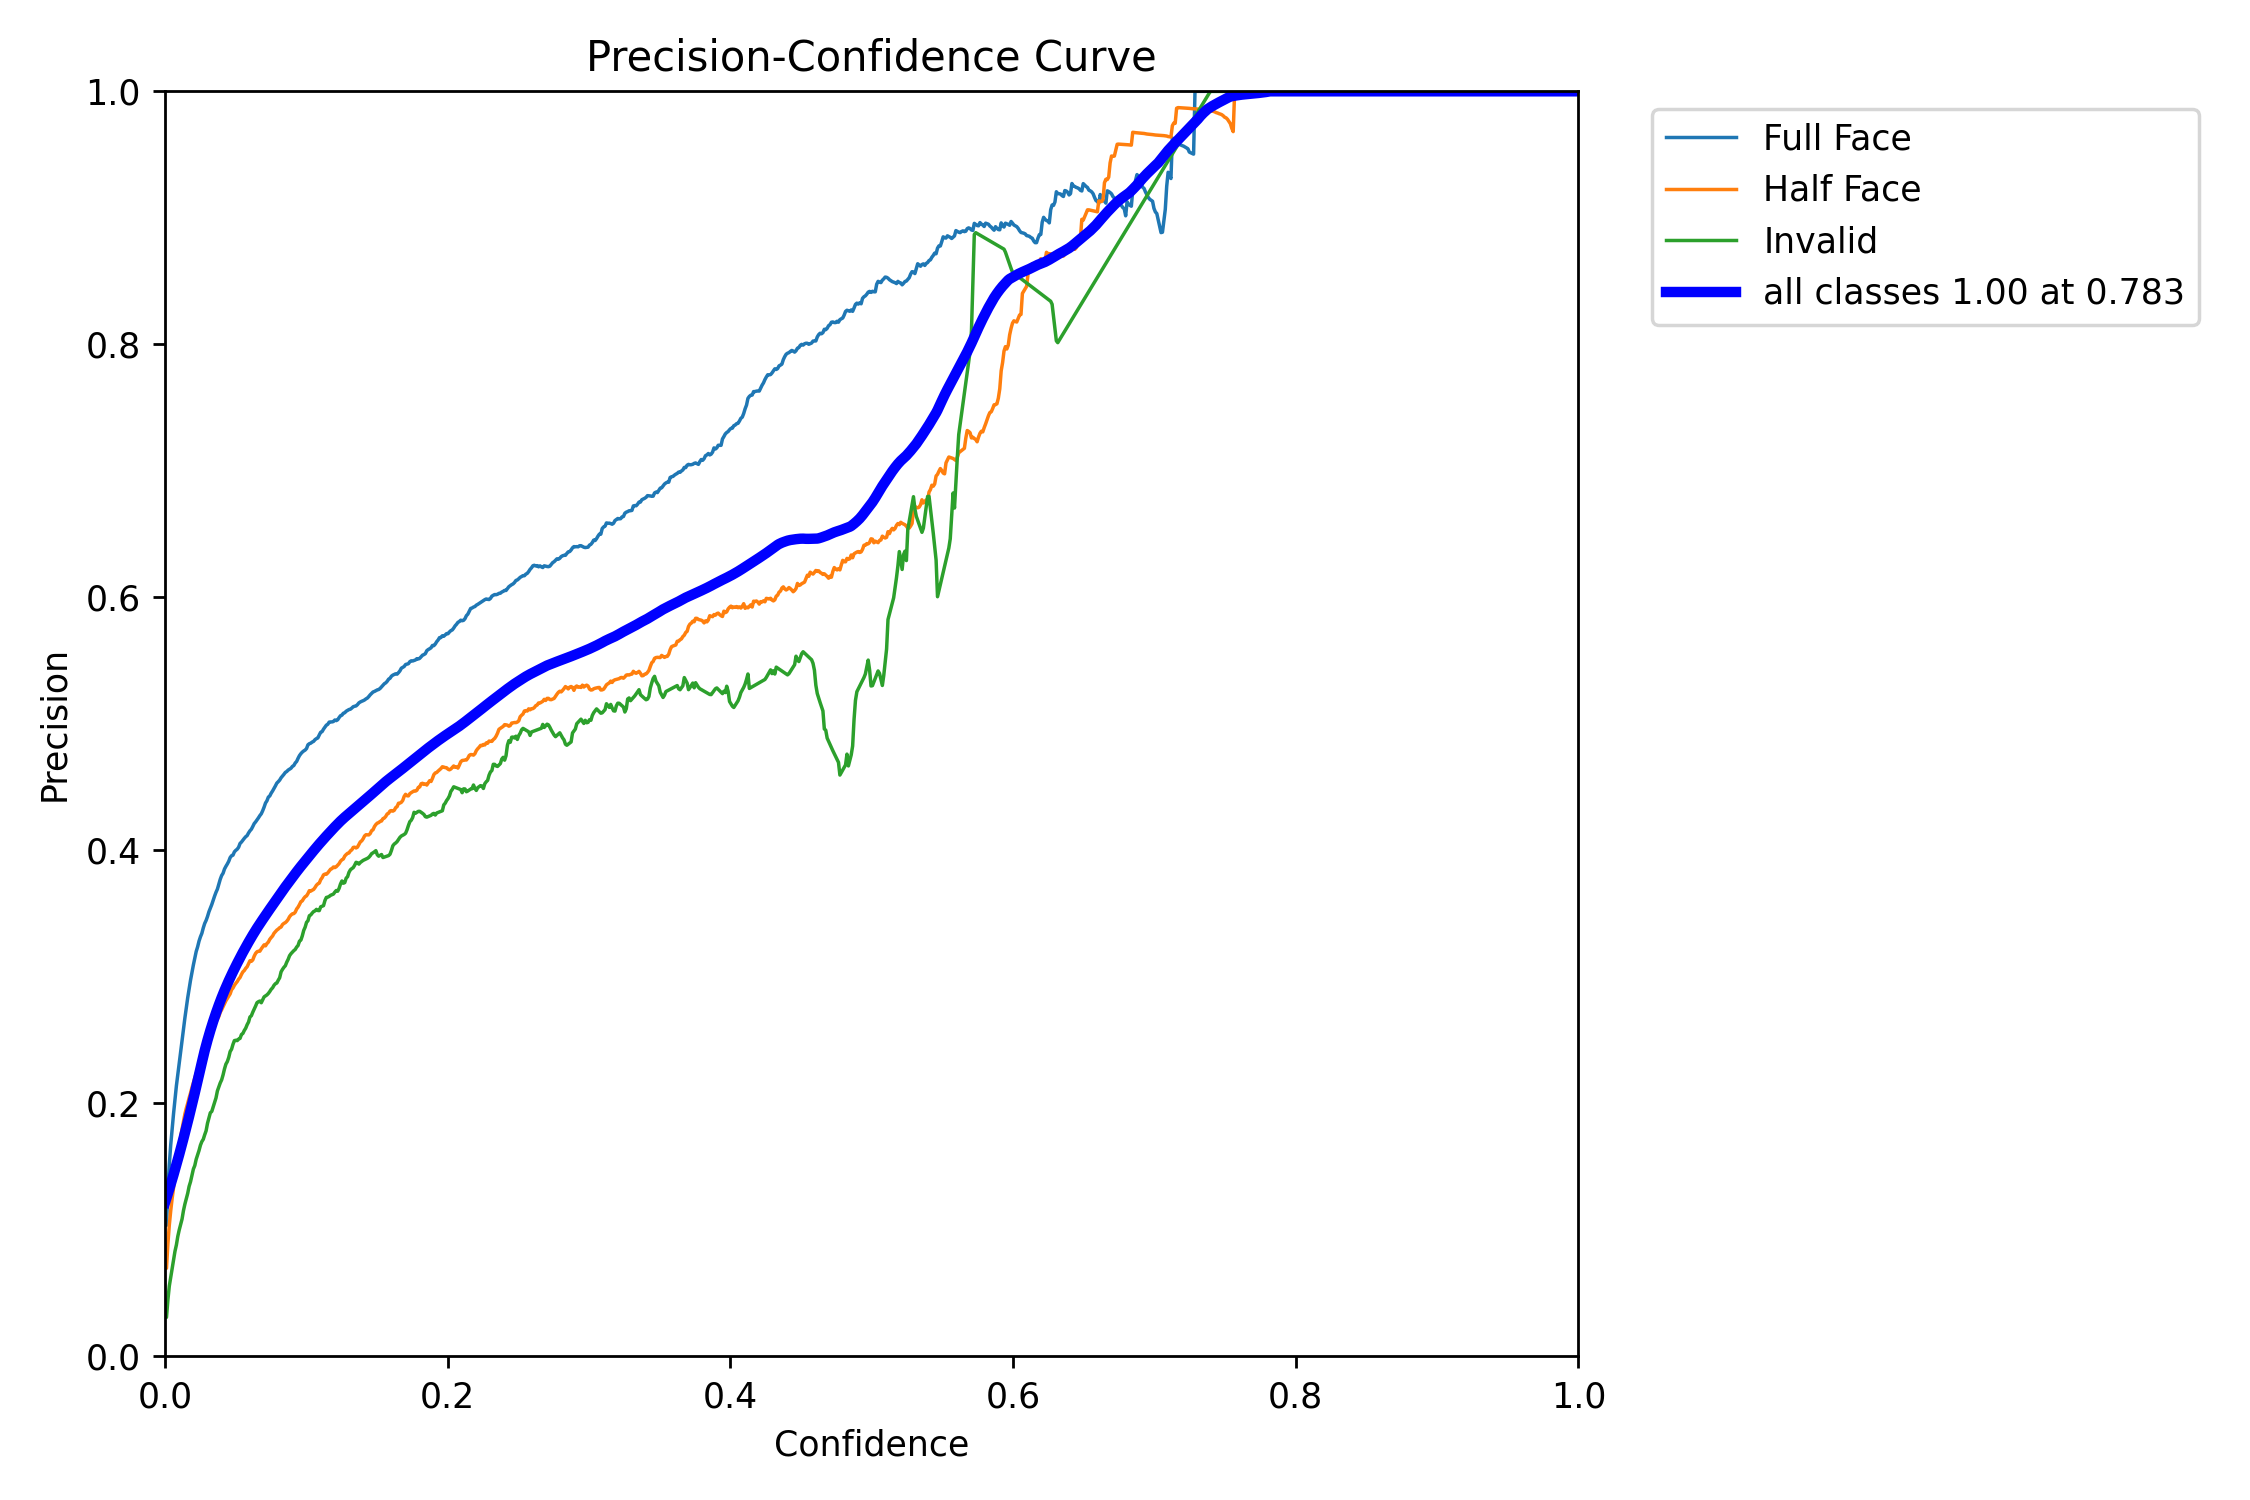 Precision-Confidence Curve
Full Face
Half Face
Invalid
all classes 1.00 at 0.783
Precision
1.0
0.8
0.6
0.4
0.2
0.0
0.0 0.2 0.4 0.6 0.8 1.0
Confidence